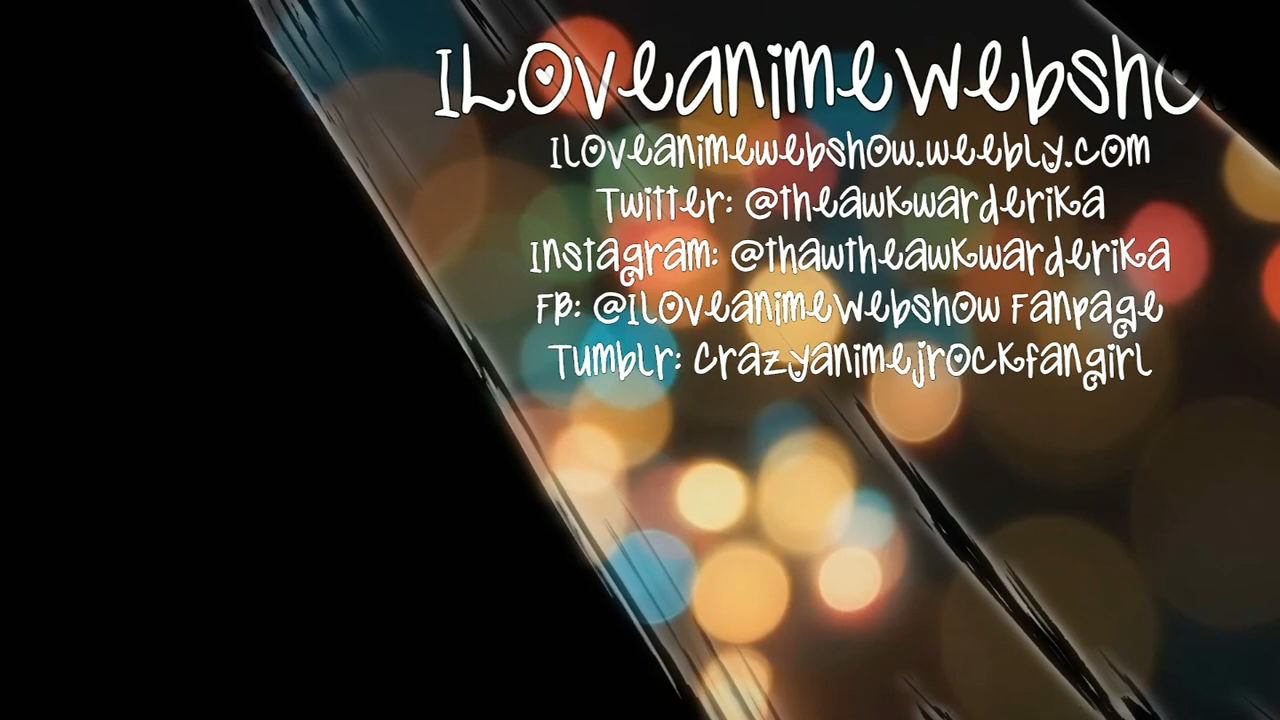 ILoveanimewebsho
Iloveanimewebshow.weebly.com
Twitter: @theawkwarderika
Instagram: @thawtheawkwarderika
FB: @Iloveanimewebshow Fanpage
Tumblr: Crazyanimejrockfangirl